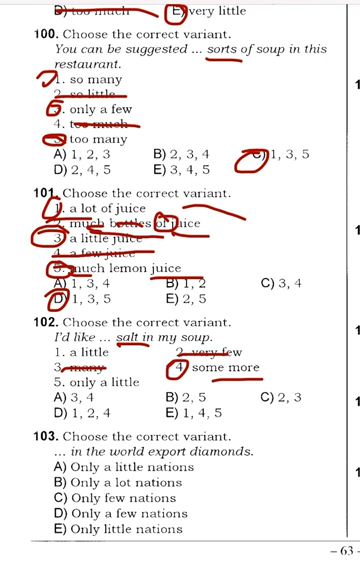 D) too much E) very little
100. Choose the correct variant.
You can be suggested ... sorts of soup in this
restaurant.
1. so many
2. so little
3. only a few
4. too much
5. too many
A) 1, 2, 3 B) 2, 3, 4 C) 1, 3, 5
D) 2, 4, 5 E) 3, 4, 5
101. Choose the correct variant.
1. a lot of juice
2. much bottles of juice
3. a little juice
4. a few juice
5. much lemon juice
A) 1, 3, 4 B) 1, 2 C) 3, 4
D) 1, 3, 5 E) 2, 5
102. Choose the correct variant.
I'd like ... salt in my soup.
1. a little 2. very few
3. many 4. some more
5. only a little
A) 3, 4 B) 2, 5 C) 2, 3
D) 1, 2, 4 E) 1, 4, 5
103. Choose the correct variant.
... in the world export diamonds.
A) Only a little nations
B) Only a lot nations
C) Only few nations
D) Only a few nations
E) Only little nations
– 63 –